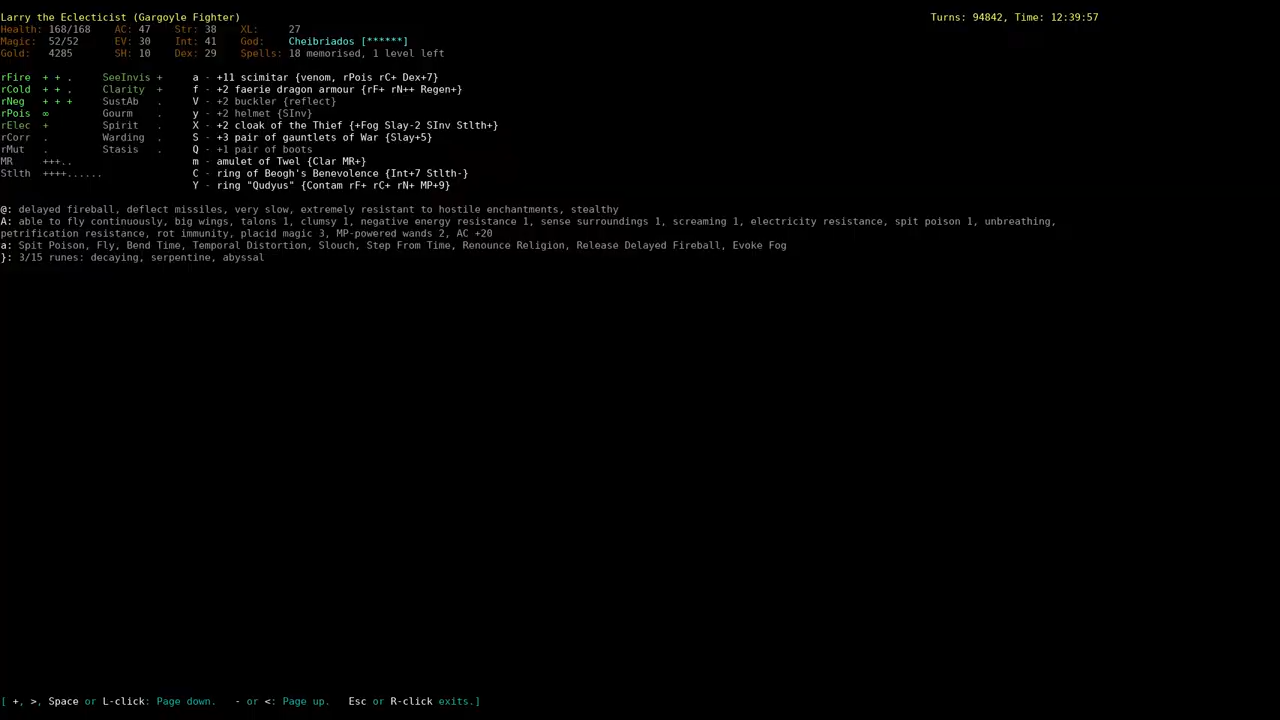 Larry the Eclecticist (Gargoyle Fighter) Turns: 94842, Time: 12:39:57
Health: 168/168 AC: 47 Str: 38 XL: 27
Magic: 52/52 EV: 30 Int: 41 God: Cheibriados [******]
Gold: 4285 SH: 10 Dex: 29 Spells: 18 memorised, 1 level left
rFire + + . SeeInvis + a - +11 scimitar {venom, rPois rC+ Dex+7}
rCold + + . Clarity + f - +2 faerie dragon armour {rF+ rN++ Regen+}
rNeg + + + SustAb . V - +2 buckler {reflect}
rPois ∞ Gourm . y - +2 helmet {SInv}
rElec + Spirit . X - +2 cloak of the Thief {+Fog Slay-2 SInv Stlth+}
rCorr . Warding . S - +3 pair of gauntlets of War {Slay+5}
rMut . Stasis . Q - +1 pair of boots
MR +++.. m - amulet of Twel {Clar MR+}
Stlth ++++...... C - ring of Beogh's Benevolence {Int+7 Stlth-}
Y - ring "Qudyus" {Contam rF+ rC+ rN+ MP+9}
@: delayed fireball, deflect missiles, very slow, extremely resistant to hostile enchantments, stealthy
A: able to fly continuously, big wings, talons 1, clumsy 1, negative energy resistance 1, sense surroundings 1, screaming 1, electricity resistance, spit poison 1, unbreathing,
petrification resistance, rot immunity, placid magic 3, MP-powered wands 2, AC +20
a: Spit Poison, Fly, Bend Time, Temporal Distortion, Slouch, Step From Time, Renounce Religion, Release Delayed Fireball, Evoke Fog
}: 3/15 runes: decaying, serpentine, abyssal
[ +, >, Space or L-click: Page down. - or <: Page up. Esc or R-click exits.]